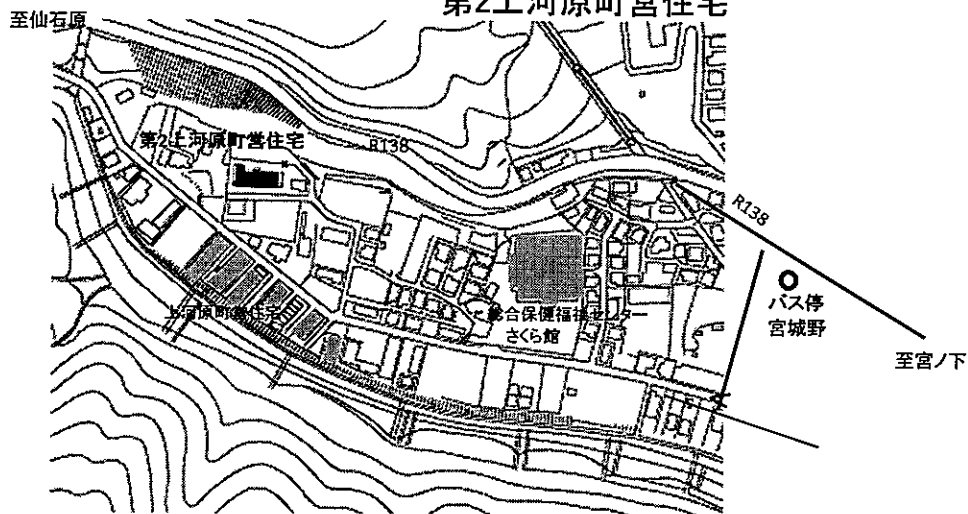 第2上河原町営住宅
至仙石原
第2上河原町営住宅
R138
R138
バス停
宮城野
至宮ノ下
上河原町営住宅
総合保健福祉センター
さくら館